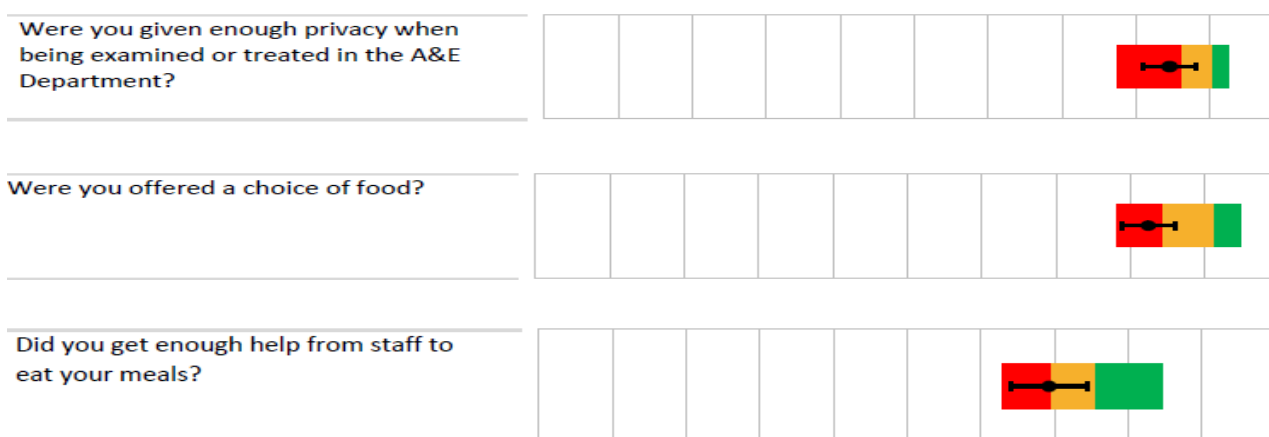 Were you given enough privacy when
being examined or treated in the A&E
Department?
Were you offered a choice of food?
Did you get enough help from staff to
eat your meals?